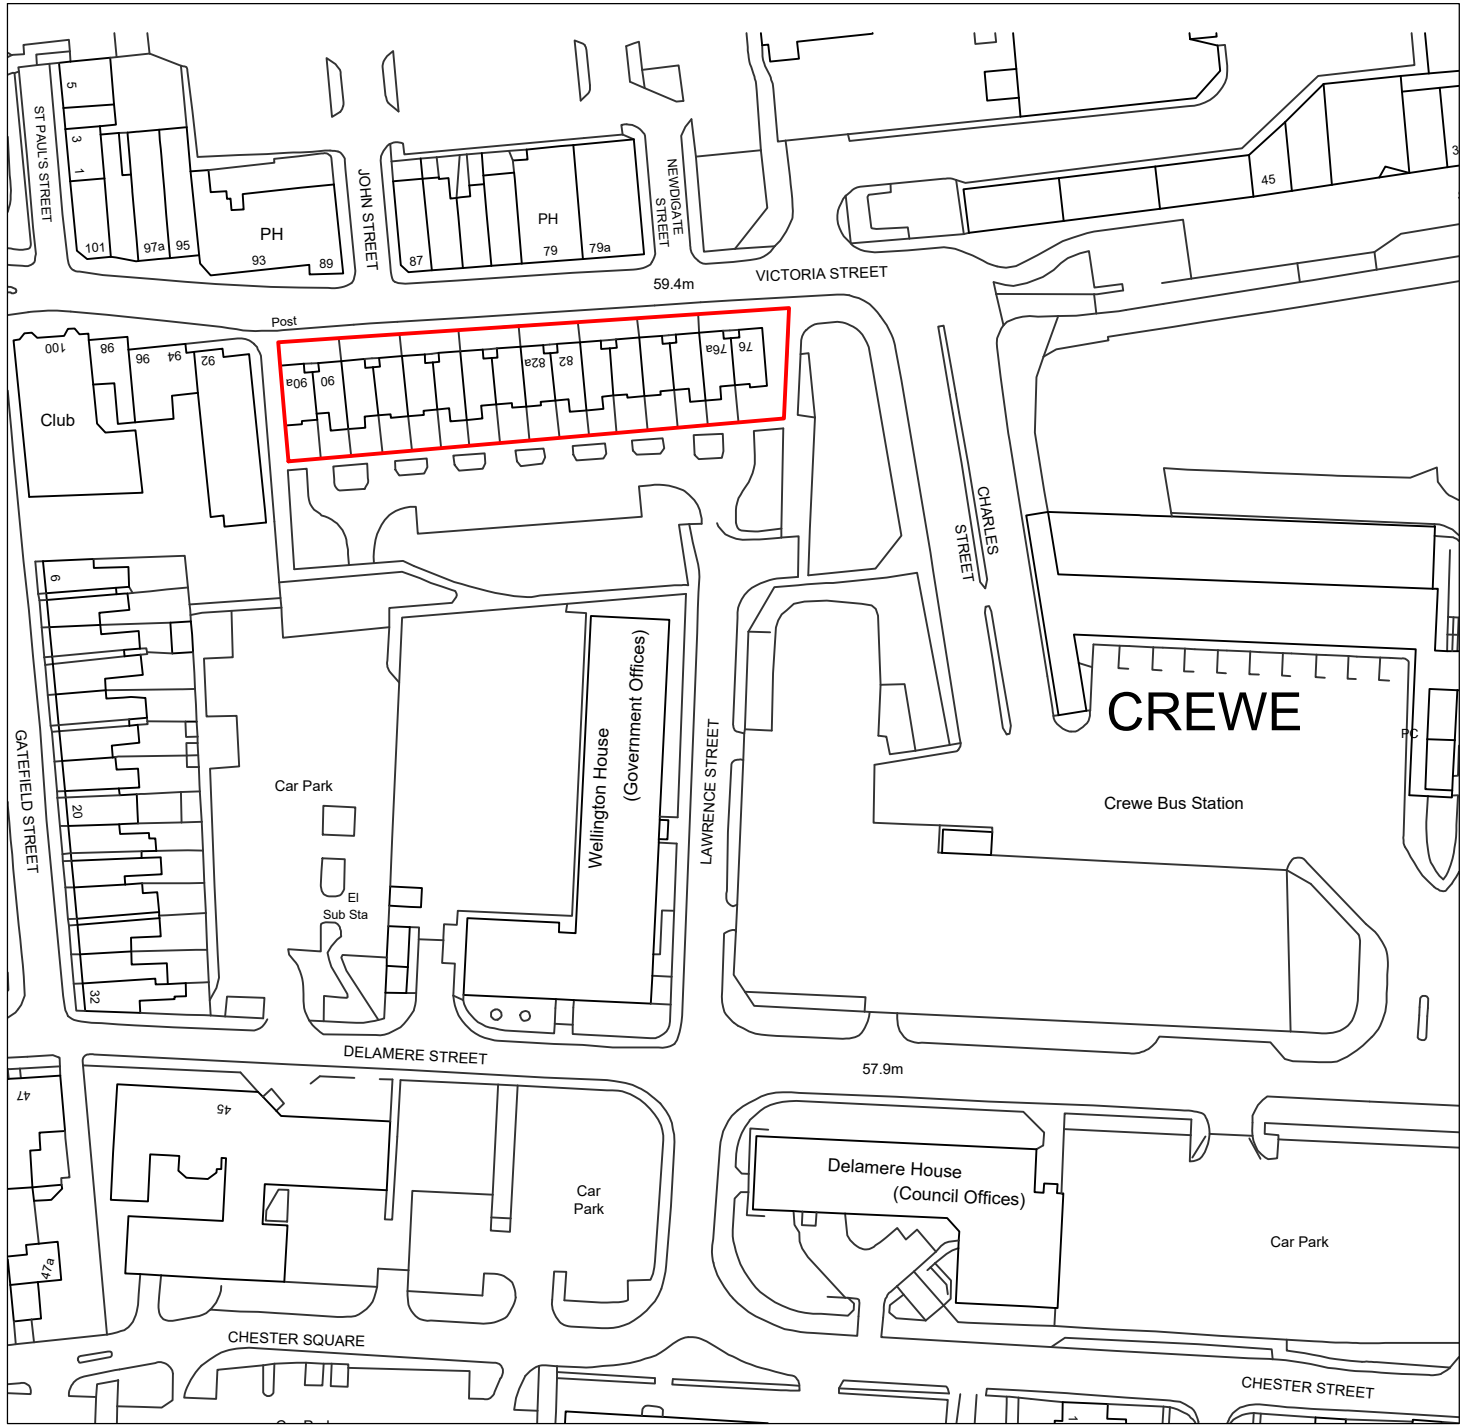 5
ST PAUL'S STREET
3
1
101
97a
95
PH
93
89
JOHN STREET
87
PH
79
79a
NEWDIGATE
STREET
45
3
VICTORIA STREET
59.4m
Post
100
98
96
94
92
Club
90a
90
82a
82
76a
76
CHARLES
STREET
6
GATEFIELD STREET
20
32
Car Park
El
Sub Sta
Wellington House
(Government Offices)
LAWRENCE STREET
CREWE
PC
Crewe Bus Station
DELAMERE STREET
57.9m
47
45
47a
Car
Park
Delamere House
(Council Offices)
Car Park
CHESTER SQUARE
CHESTER STREET
1